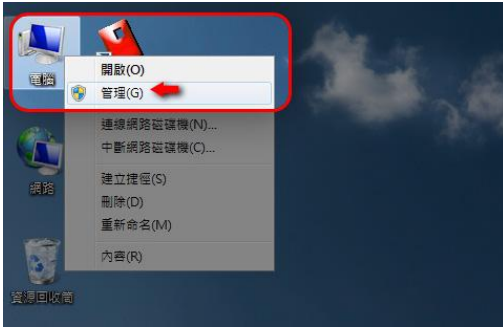 電腦
開啟(O)
管理(G)
連線網路磁碟機(N)...
中斷網路磁碟機(C)...
建立捷徑(S)
刪除(D)
重新命名(M)
內容(R)
網路
資源回收筒